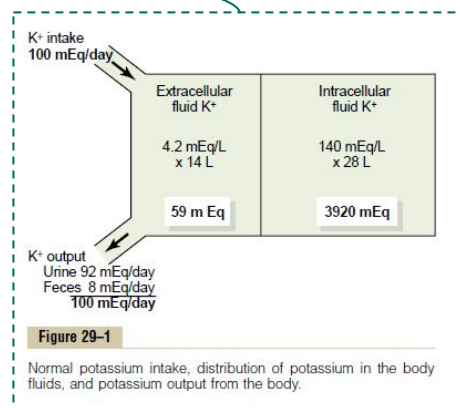 K+ intake
100 mEq/day
Extracellular
fluid K+
4.2 mEq/L
x 14 L
59 m Eq
Intracellular
fluid K+
140 mEq/L
x 28 L
3920 mEq
K+ output
Urine 92 mEq/day
Feces 8 mEq/day
100 mEq/day
Figure 29–1
Normal potassium intake, distribution of potassium in the body
fluids, and potassium output from the body.